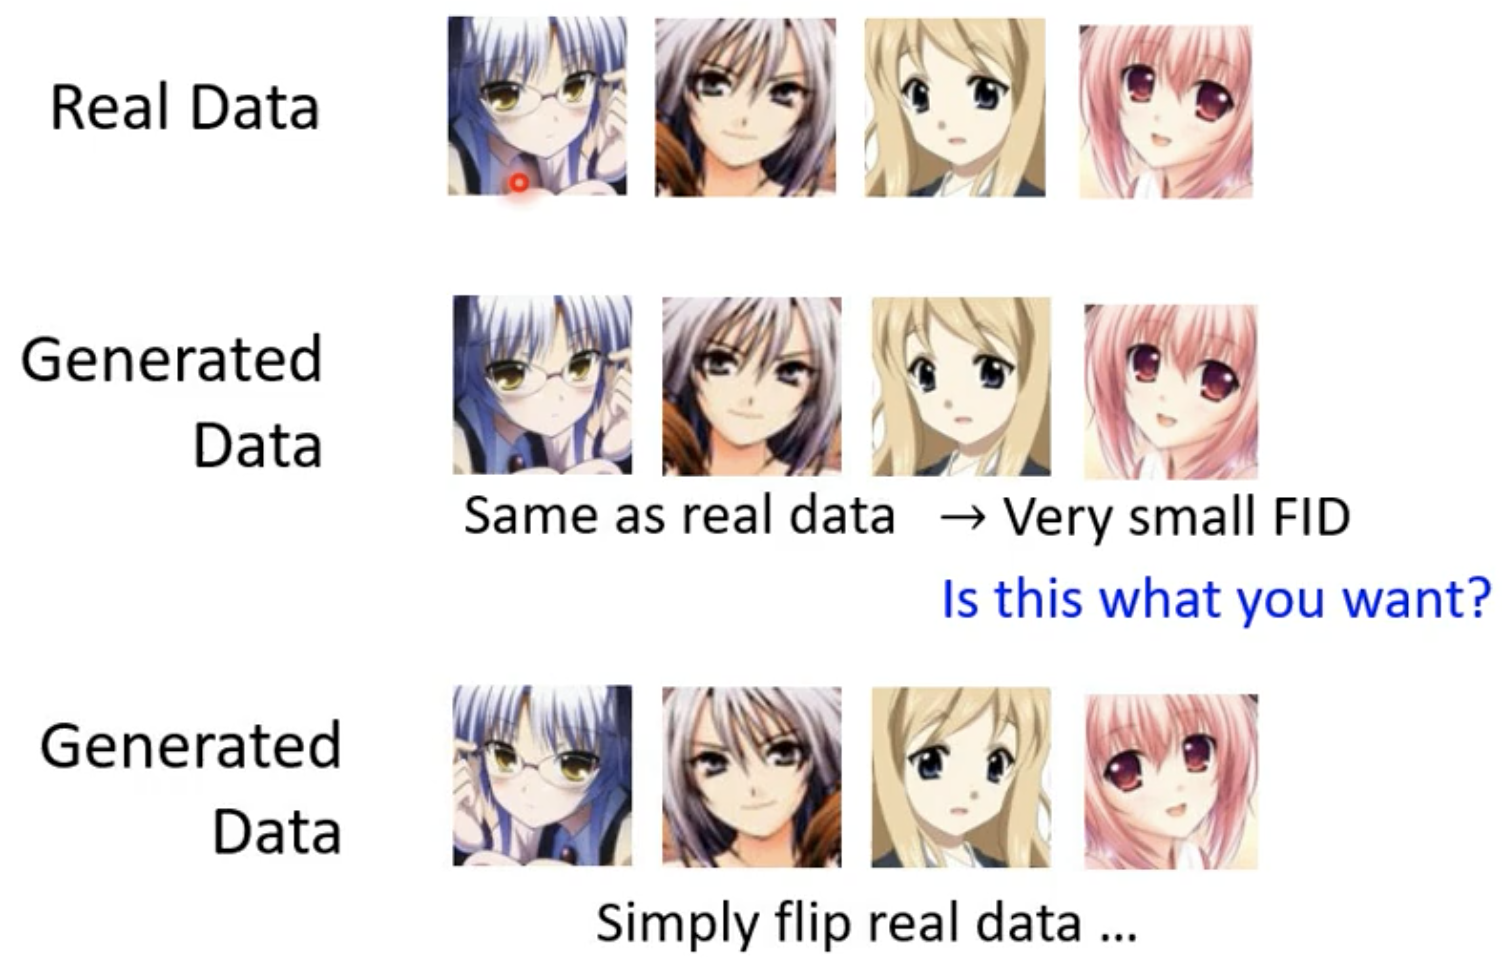 Real Data
Generated
Data
Same as real data → Very small FID
Is this what you want?
Generated
Data
Simply flip real data ...